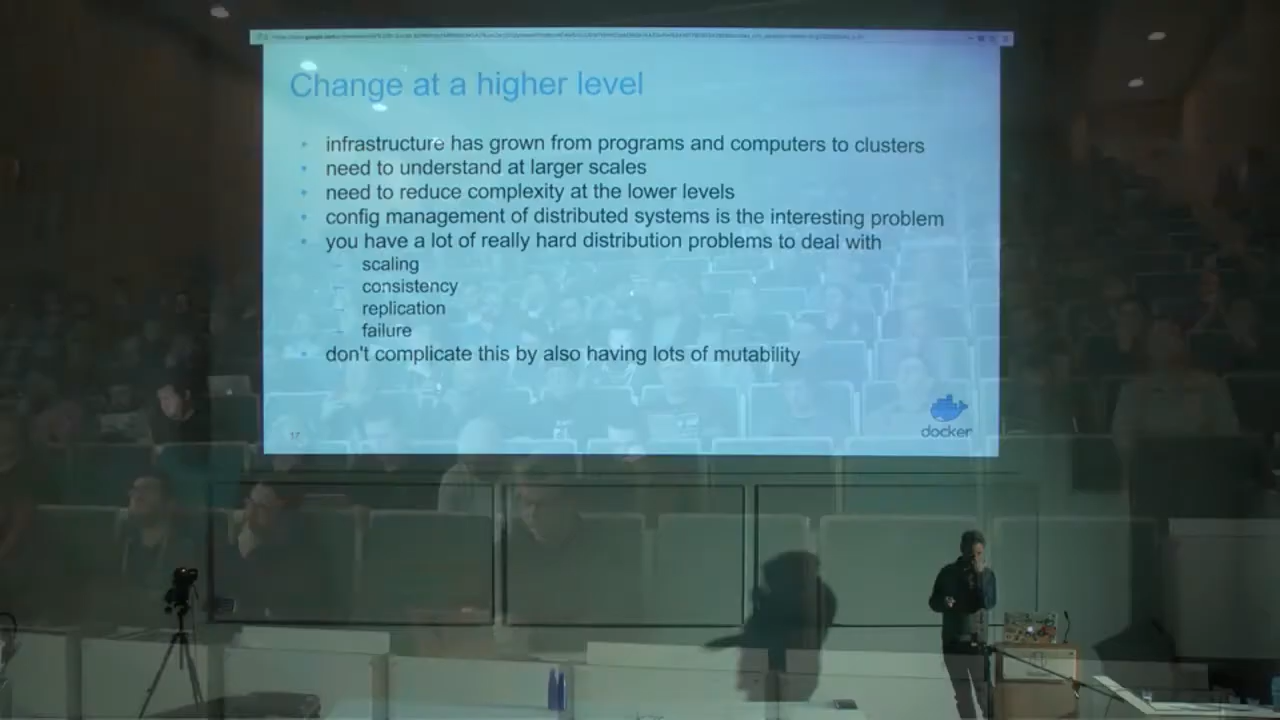 Change at a higher level
infrastructure has grown from programs and computers to clusters
need to understand at larger scales
need to reduce complexity at the lower levels
config management of distributed systems is the interesting problem
you have a lot of really hard distribution problems to deal with
scaling
consistency
replication
failure
don't complicate this by also having lots of mutability
17
docker